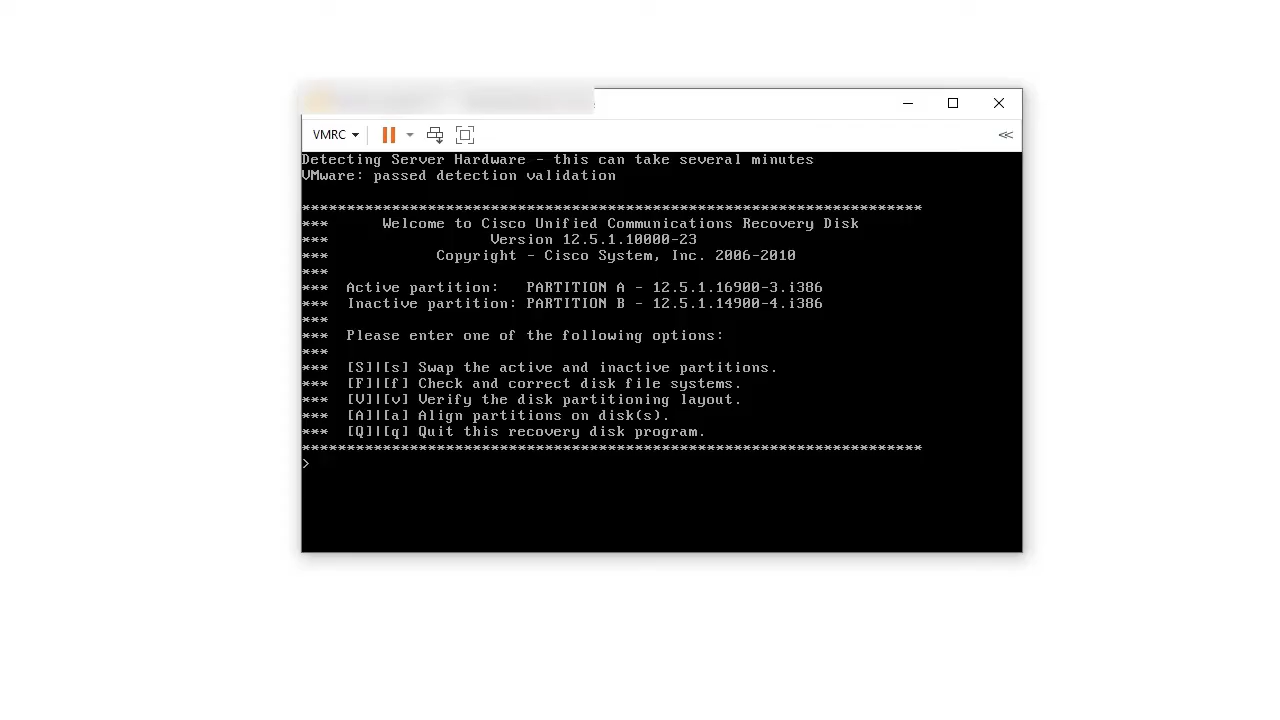 VMRC
Detecting Server Hardware - this can take several minutes
VMware: passed detection validation
*********************************************************************
***      Welcome to Cisco Unified Communications Recovery Disk
***                  Version 12.5.1.10000-23
***            Copyright - Cisco System, Inc. 2006-2010
***
***  Active partition:   PARTITION A - 12.5.1.16900-3.i386
***  Inactive partition: PARTITION B - 12.5.1.14900-4.i386
***
***  Please enter one of the following options:
***
***  [S]|[s] Swap the active and inactive partitions.
***  [F]|[f] Check and correct disk file systems.
***  [V]|[v] Verify the disk partitioning layout.
***  [A]|[a] Align partitions on disk(s).
***  [Q]|[q] Quit this recovery disk program.
*********************************************************************
>